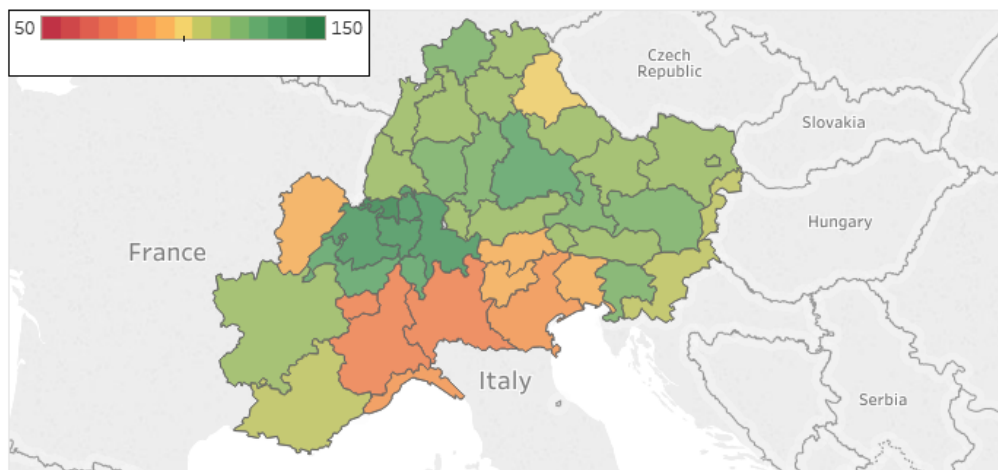 50 150
Czech
Republic
Slovakia
Hungary
France
Italy
Serbia